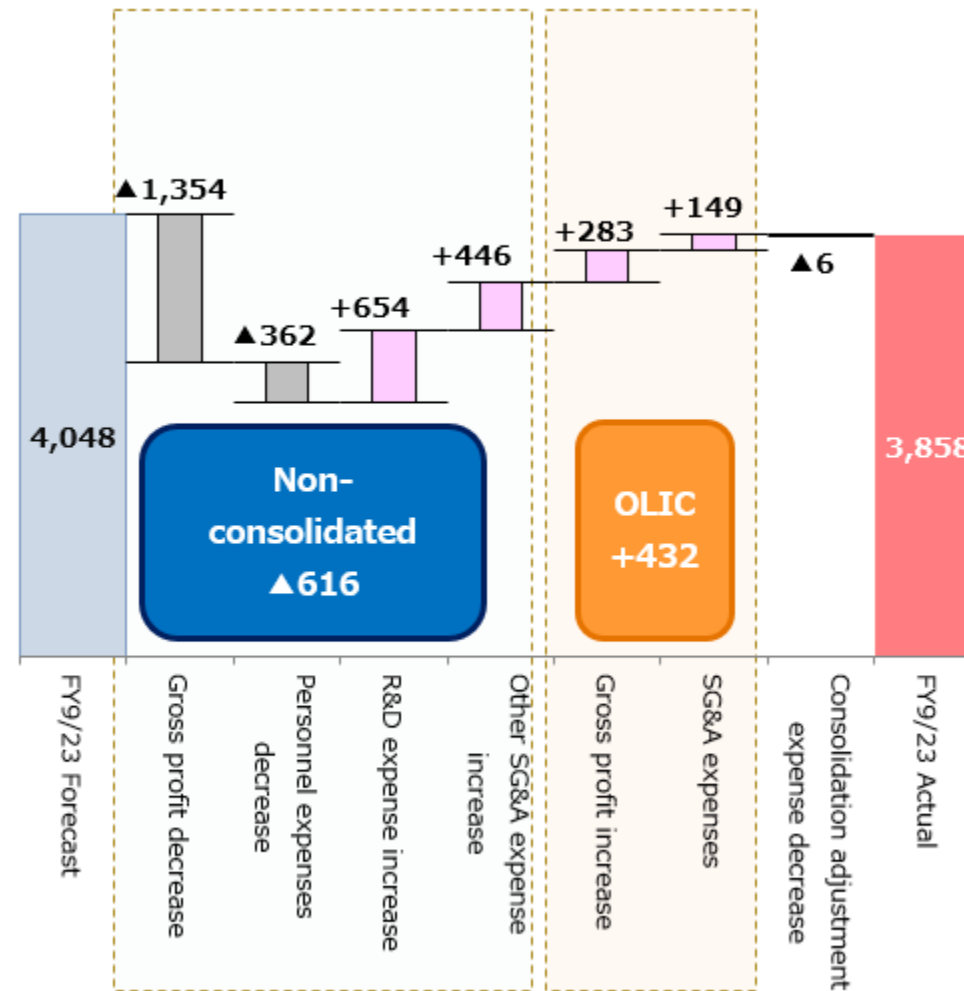 ▲1,354
▲362
+654
+446
+283
+149
▲6
4,048
3,858
Non-
consolidated
▲616
OLIC
+432
FY9/23 Forecast
Gross profit decrease
Personnel expenses
decrease
R&D expense increase
Other SG&A expense
increase
Gross profit increase
SG&A expenses
Consolidation adjustment
expense decrease
FY9/23 Actual